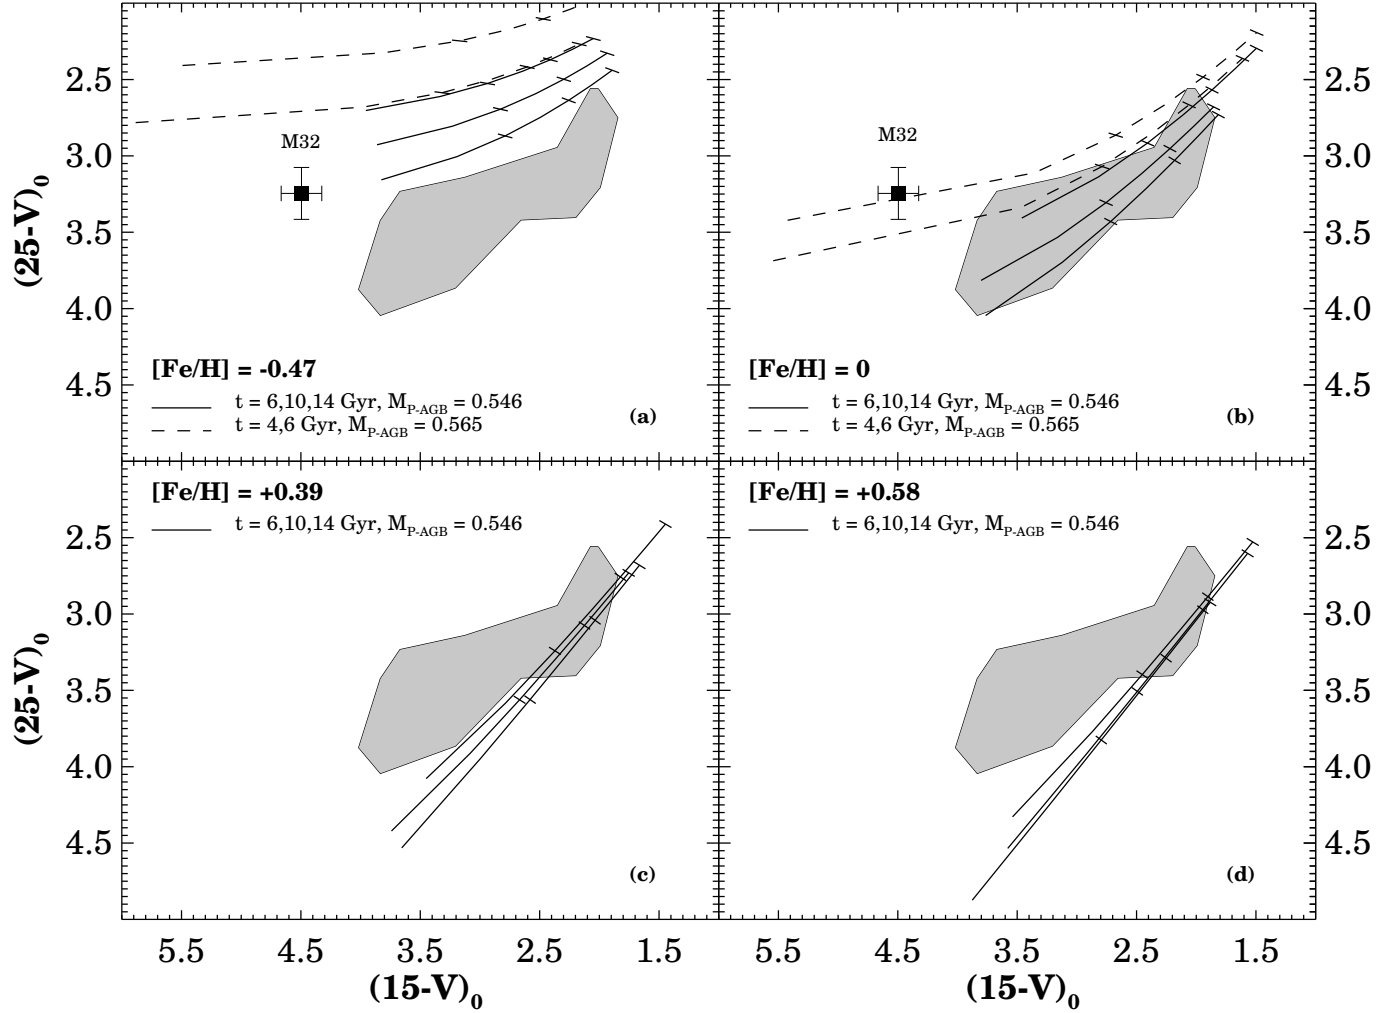 M32
M32
2.5
3.0
3.5
4.0
4.5
(25-V)₀
[Fe/H] = -0.47
t = 6,10,14 Gyr, M_P-AGB = 0.546
t = 4,6 Gyr, M_P-AGB = 0.565
(a)
[Fe/H] = 0
t = 6,10,14 Gyr, M_P-AGB = 0.546
t = 4,6 Gyr, M_P-AGB = 0.565
(b)
2.5
3.0
3.5
4.0
4.5
[Fe/H] = +0.39
t = 6,10,14 Gyr, M_P-AGB = 0.546
(c)
[Fe/H] = +0.58
t = 6,10,14 Gyr, M_P-AGB = 0.546
(d)
2.5
3.0
3.5
4.0
4.5
(25-V)₀
2.5
3.0
3.5
4.0
4.5
5.5 4.5 3.5 2.5 1.5
5.5 4.5 3.5 2.5 1.5
(15-V)₀
(15-V)₀